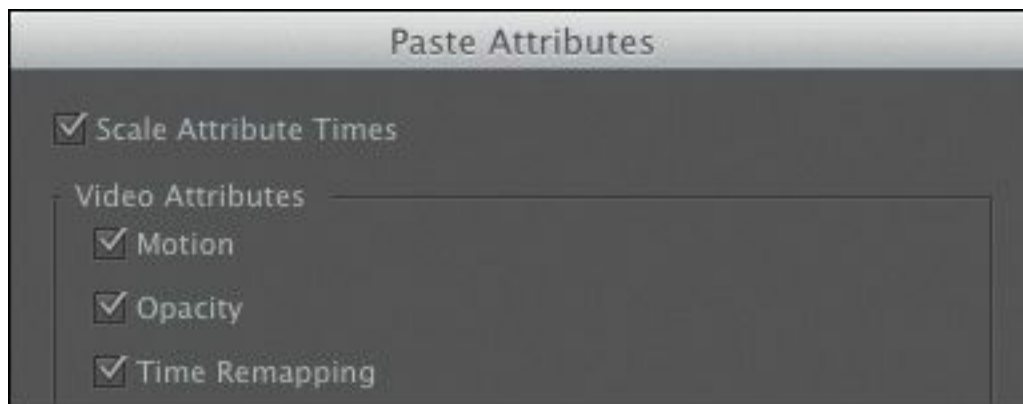 Paste Attributes
Scale Attribute Times
Video Attributes
Motion
Opacity
Time Remapping